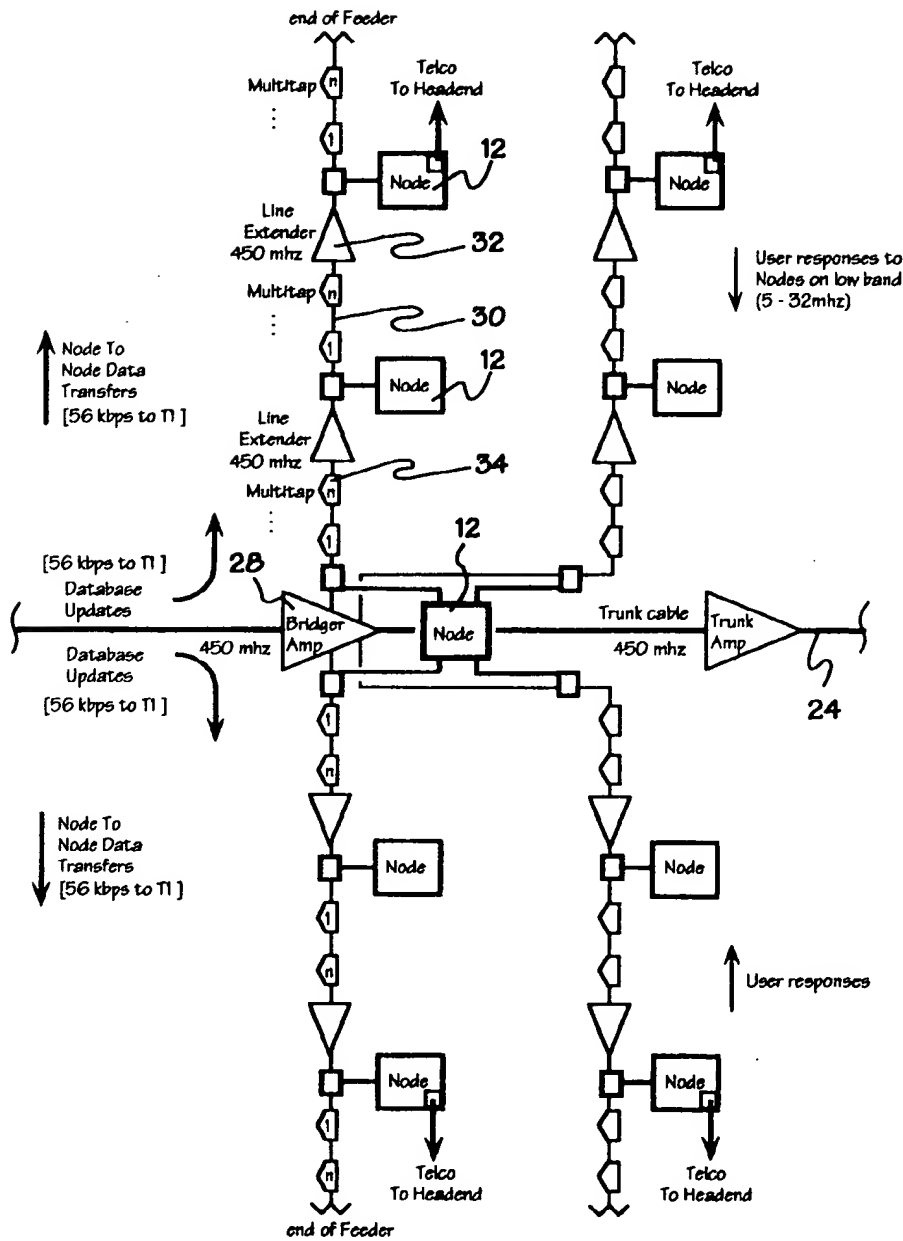 end of Feeder
Multitap
n
Telco
To Headend
Telco
To Headend
1
12
Node
Node
Line
Extender
450 mhz
32
User responses to
Nodes on low band
(5 - 32mhz)
Multitap
n
30
Node To
Node Data
Transfers
[56 kbps to T1 ]
1
12
Node
Node
Line
Extender
450 mhz
34
Multitap
n
12
[56 kbps to T1 ]
Database
Updates
1
28
Bridger
Amp
450 mhz
Node
Trunk cable
450 mhz
Trunk
Amp
24
Database
Updates
[56 kbps to T1 ]
1
n
Node To
Node Data
Transfers
[56 kbps to T1 ]
Node
Node
1
n
User responses
Node
Node
1
n
Telco
To Headend
Telco
To Headend
end of Feeder